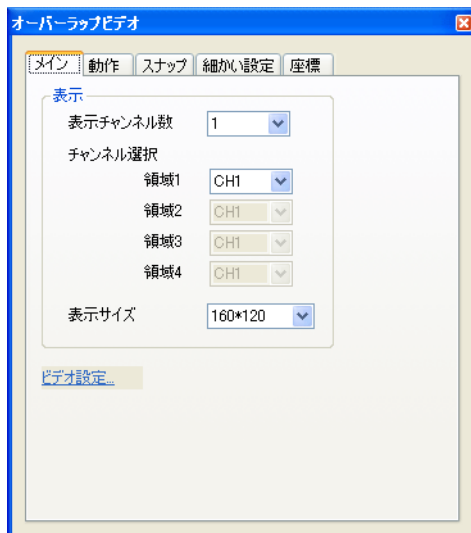 オーバーラップビデオ
メイン 動作 スナップ 細かい設定 座標
表示
表示チャンネル数 1
チャンネル選択
領域1 CH1
領域2 CH1
領域3 CH1
領域4 CH1
表示サイズ 160*120
ビデオ設定...